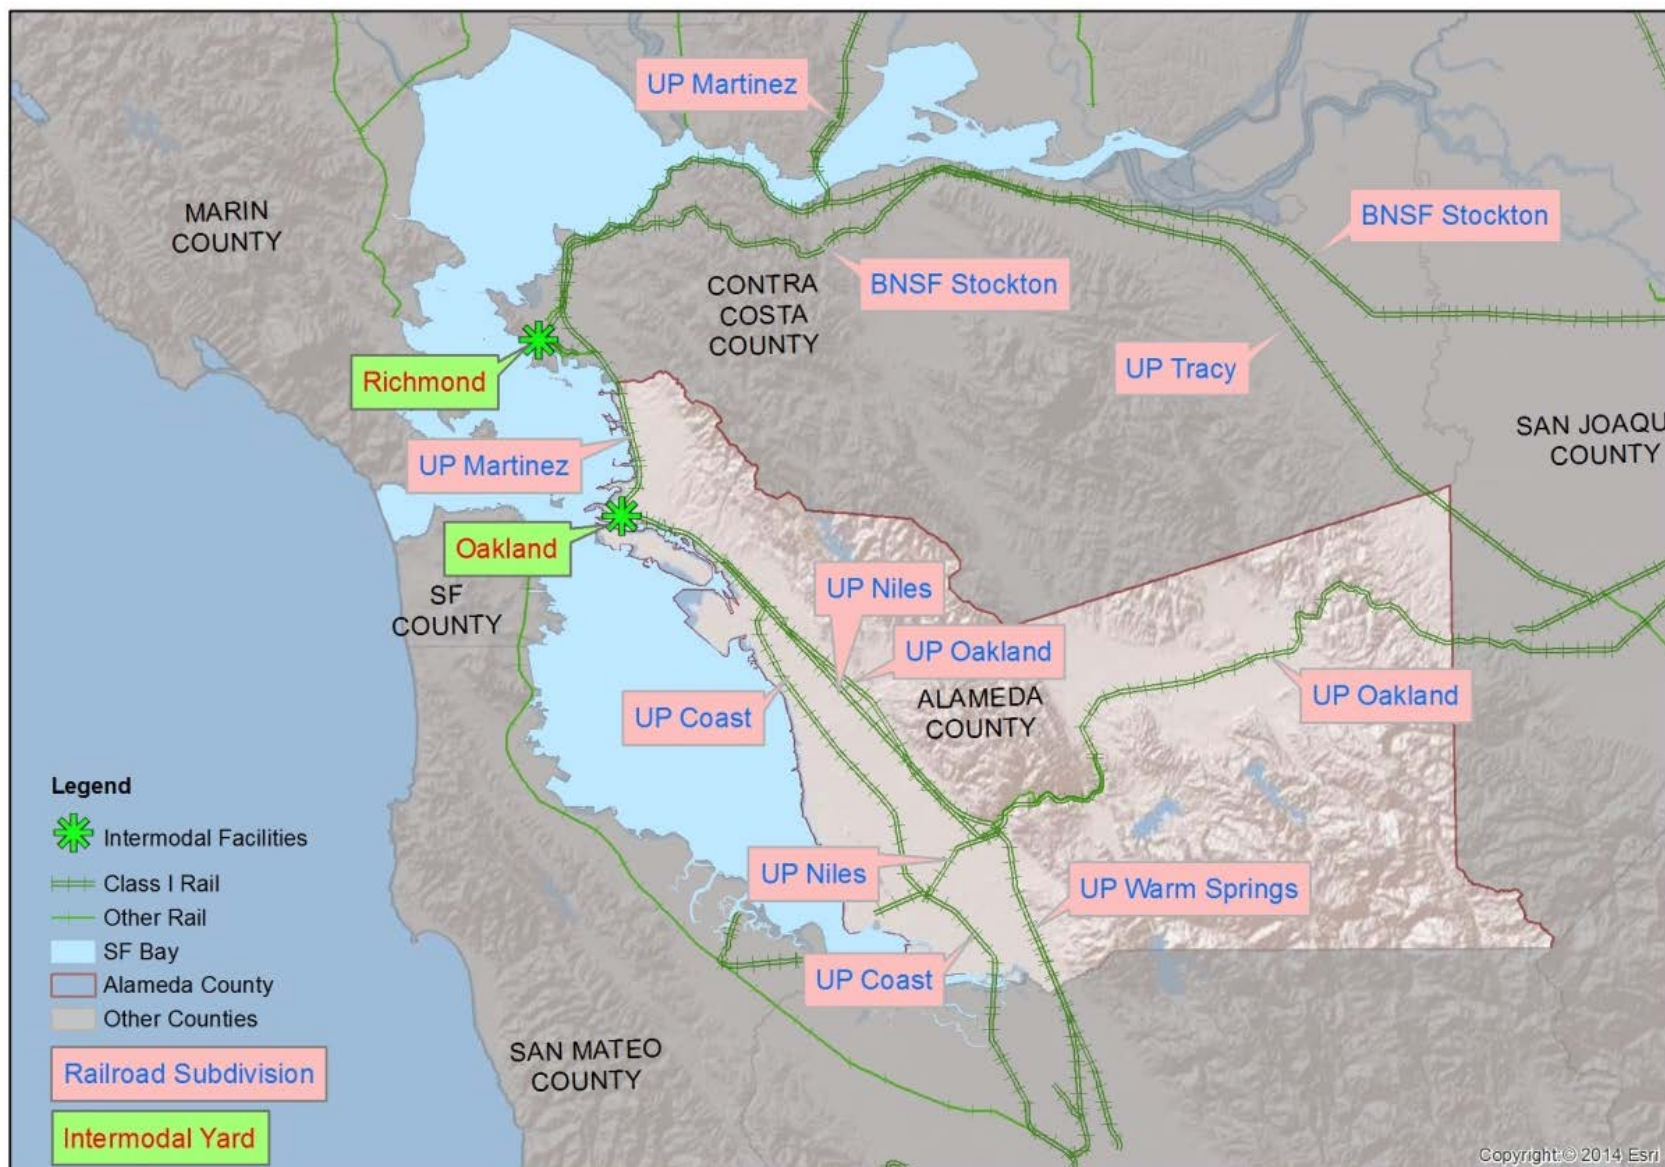 UP Martinez
MARIN
COUNTY
BNSF Stockton
BNSF Stockton
CONTRA
COSTA
COUNTY
Richmond
UP Tracy
SAN JOAQU
COUNTY
UP Martinez
Oakland
UP Niles
SF
COUNTY
UP Oakland
ALAMEDA
COUNTY
UP Oakland
UP Coast
UP Niles
UP Warm Springs
UP Coast
SAN MATEO
COUNTY
Legend
Intermodal Facilities
Class I Rail
Other Rail
SF Bay
Alameda County
Other Counties
Railroad Subdivision
Intermodal Yard
Copyright:© 2014 Esri